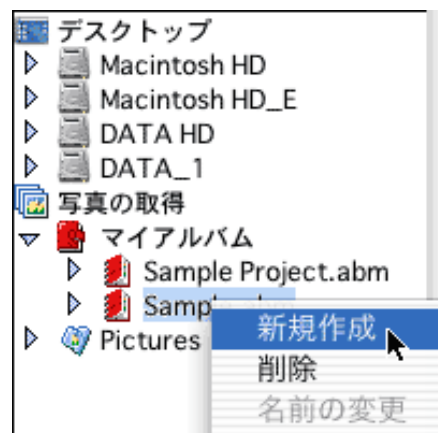 デスクトップ
Macintosh HD
Macintosh HD_E
DATA HD
DATA_1
写真の取得
マイアルバム
Sample Project.abm
Sample.abm
Pictures
新規作成
削除
名前の変更